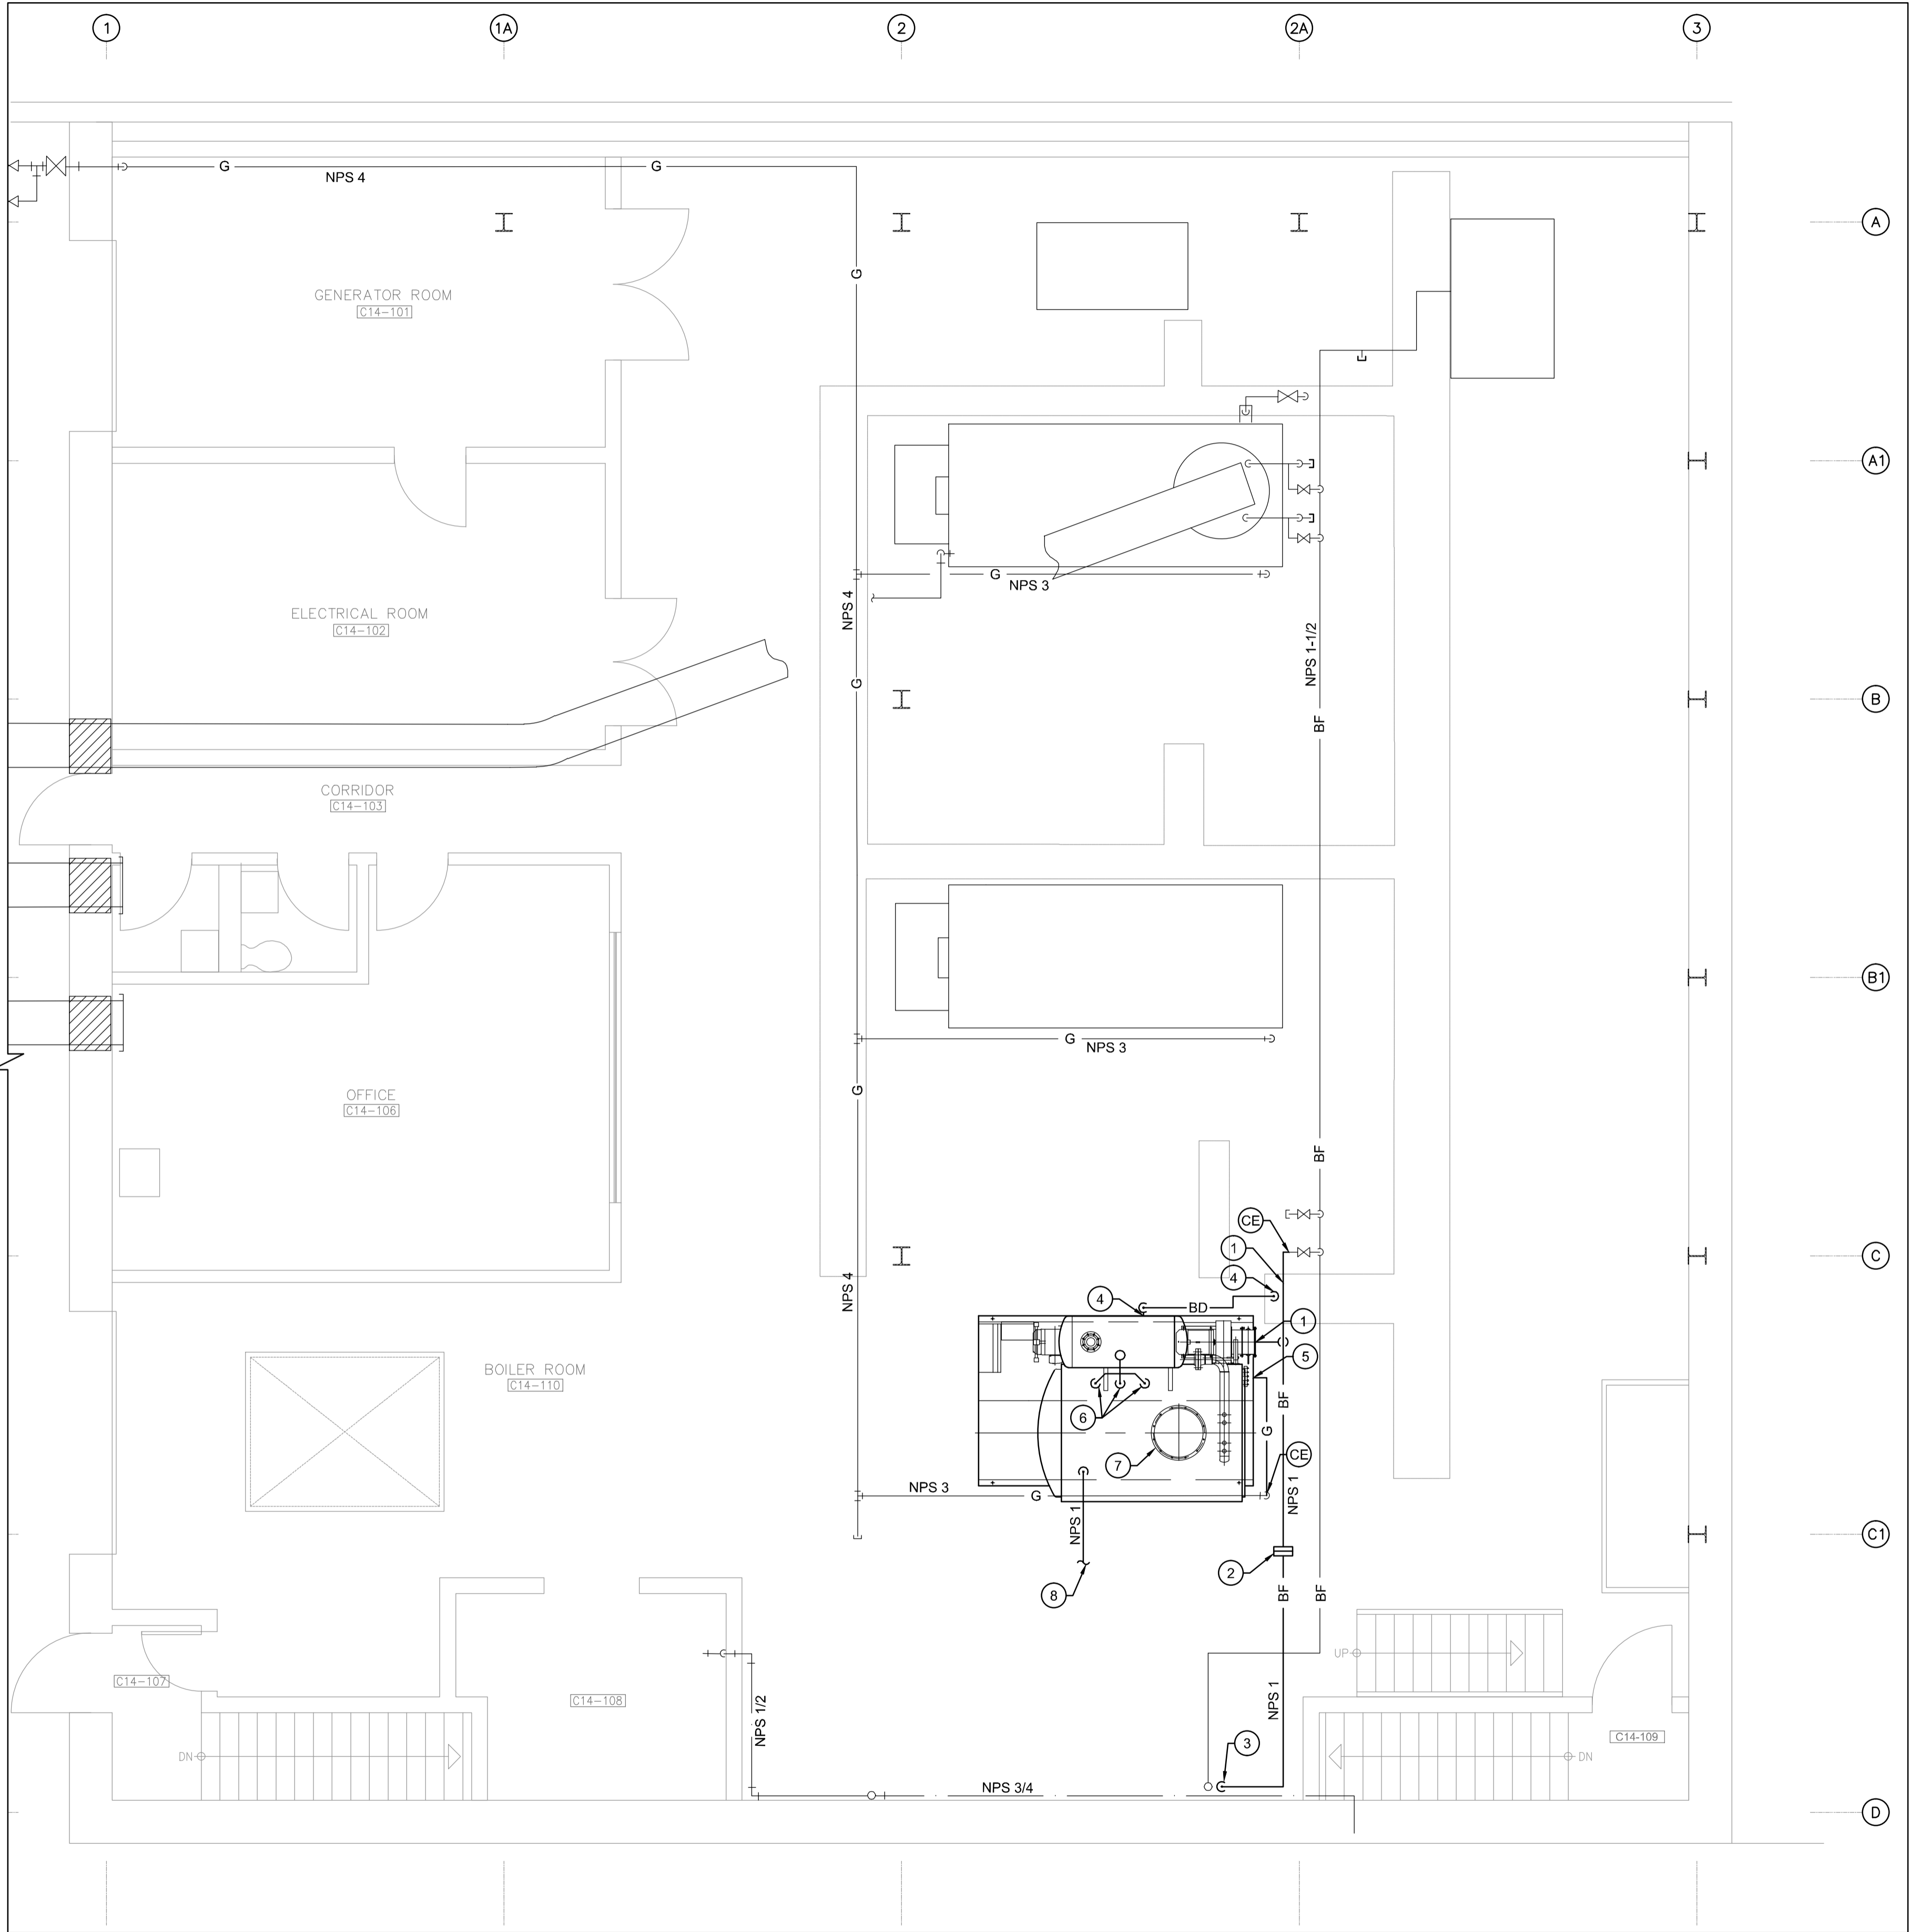 1
1A
2
2A
3
G
G
NPS 4
A
G
GENERATOR ROOM
C14-101
A1
G
NPS 3
NPS 4
ELECTRICAL ROOM
C14-102
NPS 1-1/2
G
B
BF
CORRIDOR
C14-103
B1
G
NPS 3
G
OFFICE
C14-106
BF
CE
1
C
4
NPS 4
4
BD
1
5
BOILER ROOM
C14-110
BF
6
G
7
CE
NPS 3
G
NPS 1
NPS 1
C1
2
8
BF
BF
UP
C14-107
C14-108
NPS 1/2
NPS 1
C14-109
3
DN
DN
NPS 3/4
D